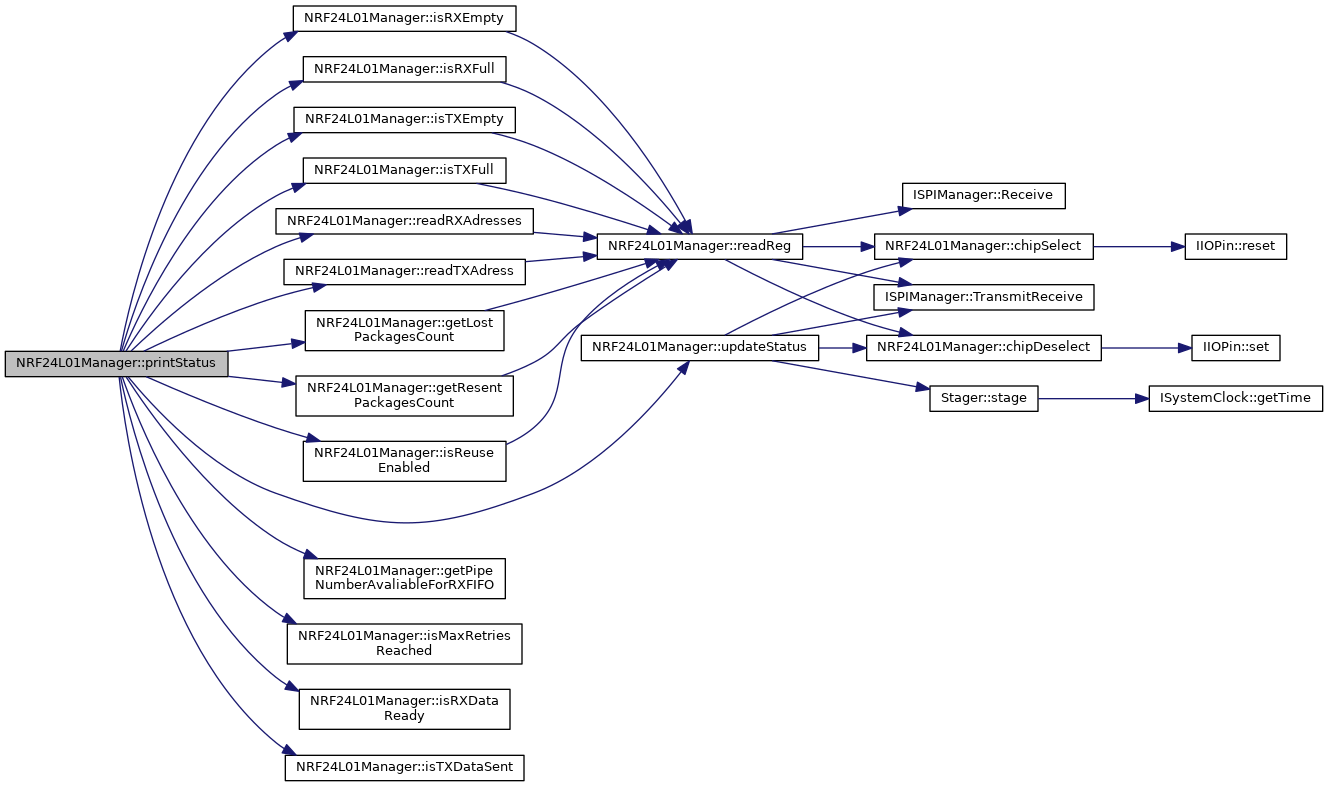 NRF24L01Manager::printStatus
NRF24L01Manager::isRXEmpty
NRF24L01Manager::isRXFull
NRF24L01Manager::isTXEmpty
NRF24L01Manager::isTXFull
NRF24L01Manager::readRXAdresses
NRF24L01Manager::readTXAdress
NRF24L01Manager::getLost
PackagesCount
NRF24L01Manager::getResent
PackagesCount
NRF24L01Manager::isReuse
Enabled
NRF24L01Manager::getPipe
NumberAvaliableForRXFIFO
NRF24L01Manager::isMaxRetries
Reached
NRF24L01Manager::isRXData
Ready
NRF24L01Manager::isTXDataSent
NRF24L01Manager::readReg
NRF24L01Manager::updateStatus
ISPIManager::Receive
NRF24L01Manager::chipSelect
ISPIManager::TransmitReceive
NRF24L01Manager::chipDeselect
Stager::stage
IIOPin::reset
IIOPin::set
ISystemClock::getTime